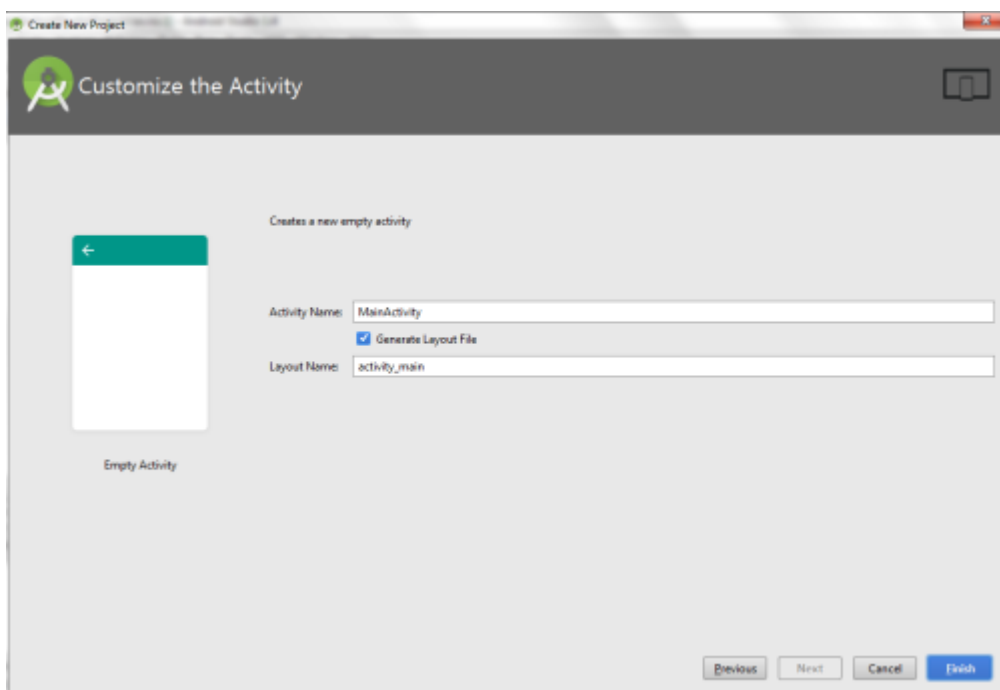 Create New Project
Customize the Activity
Creates a new empty activity
Activity Name: MainActivity
Generate Layout File
Layout Name: activity_main
Empty Activity
Previous Next Cancel Finish